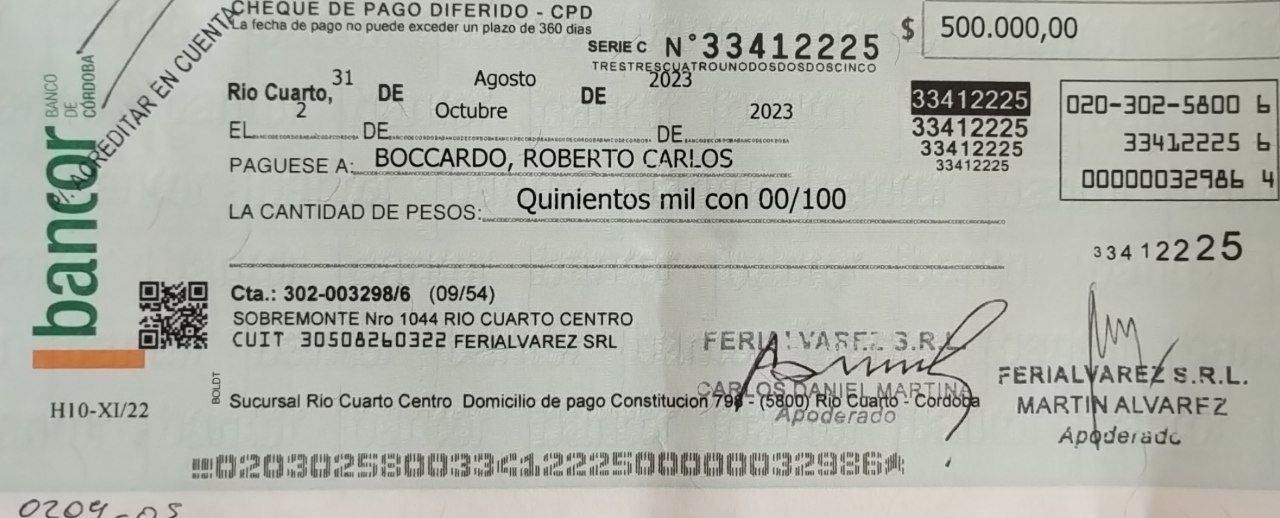 CHEQUE DE PAGO DIFERIDO - CPD
La fecha de pago no puede exceder un plazo de 360 dias
SERIE C N°33412225
TRESTRESCUATROUNODOSDOSDOSCINCO
$ 500.000,00
Rio Cuarto, 31 DE Agosto DE 2023
EL 2 DE Octubre DE 2023
PAGUESE A: BOCCARDO, ROBERTO CARLOS
LA CANTIDAD DE PESOS: Quinientos mil con 00/100
33412225
33412225
33412225
33412225
020-302-5800 6
33412225 6
00000032986 4
33412225
bancor
BANCO
DE
CÓRDOBA
ACREDITAR EN CUENTA
Cta.: 302-003298/6 (09/54)
SOBREMONTE Nro 1044 RIO CUARTO CENTRO
CUIT 30508260322 FERIALVAREZ SRL
BOLDT
H10-XI/22
Sucursal Rio Cuarto Centro Domicilio de pago Constitucion 798 - (5800) Rio Cuarto - Cordoba
FERIALVAREZ S.R.L.
CARLOS DANIEL MARTINA
Apoderado
FERIALVAREZ S.R.L.
MARTIN ALVAREZ
Apoderado
02030258003341222500000032986